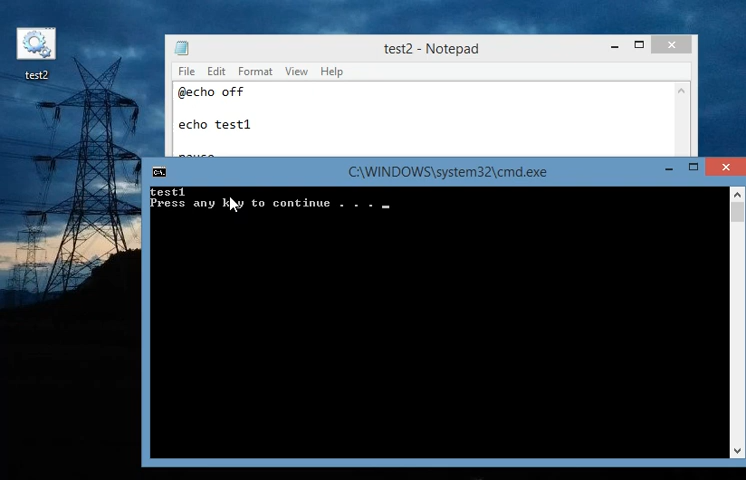 test2
test2 - Notepad
File Edit Format View Help
@echo off
echo test1
pause
C:\WINDOWS\system32\cmd.exe
test1
Press any key to continue . . . _